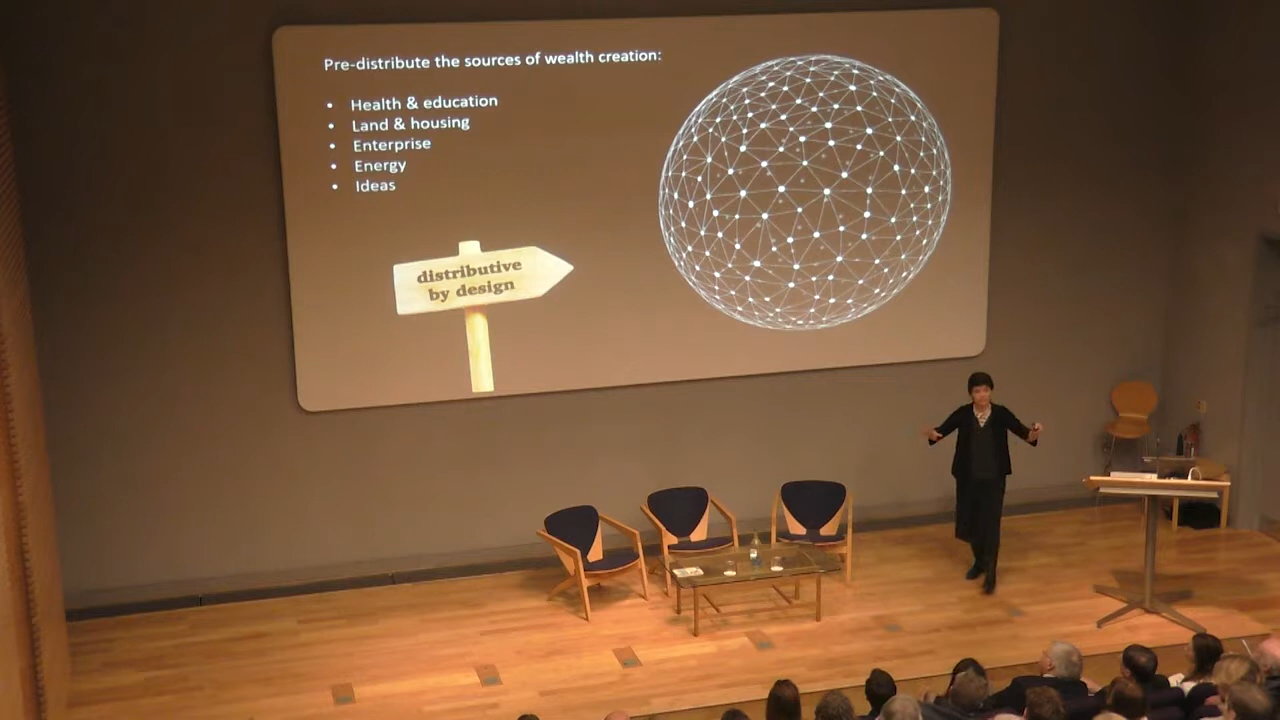 Pre-distribute the sources of wealth creation:
• Health & education
• Land & housing
• Enterprise
• Energy
• Ideas
distributive
by design